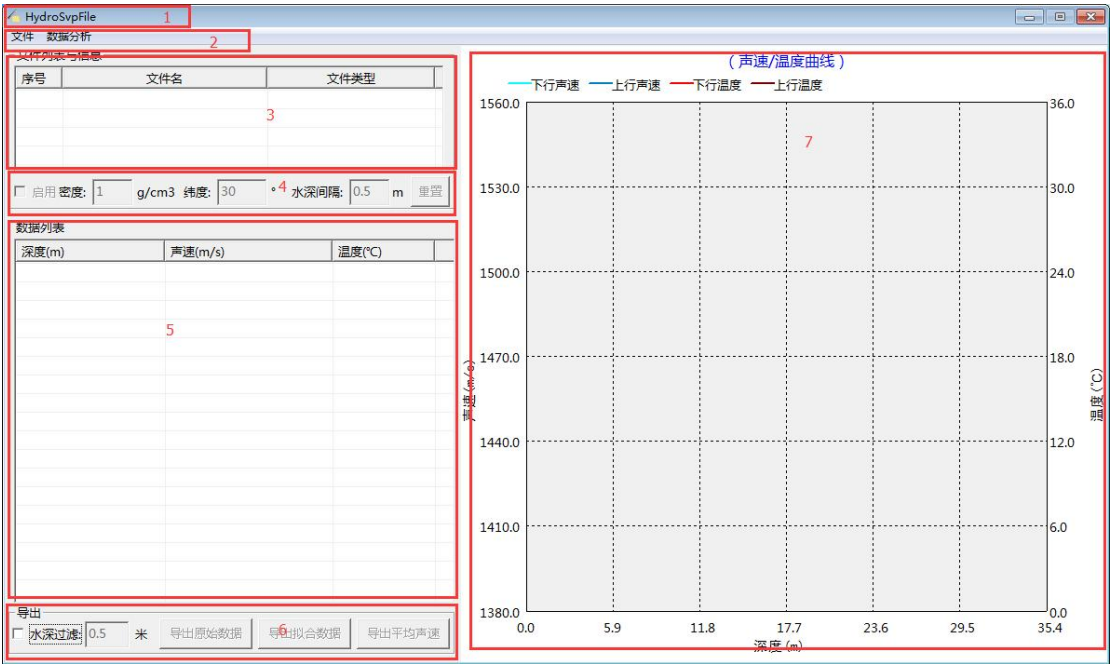 HydroSvpFile 1
文件 数据分析 2
文件列表与信息
序号 文件名 文件类型
3
启用 密度: 1 g/cm3 纬度: 30 ° 4 水深间隔: 0.5 m 重置
数据列表
深度(m) 声速(m/s) 温度(℃)
5
导出
水深过滤: 0.5 米 导出原始数据 导出拟合数据 导出平均声速
6
(声速/温度曲线)
下行声速 上行声速 下行温度 上行温度
7
1560.0 36.0
1530.0 30.0
1500.0 24.0
1470.0 18.0
声速(m/s) 温度(℃)
1440.0 12.0
1410.0 6.0
1380.0 0.0
0.0 5.9 11.8 17.7 23.6 29.5 35.4
深度(m)